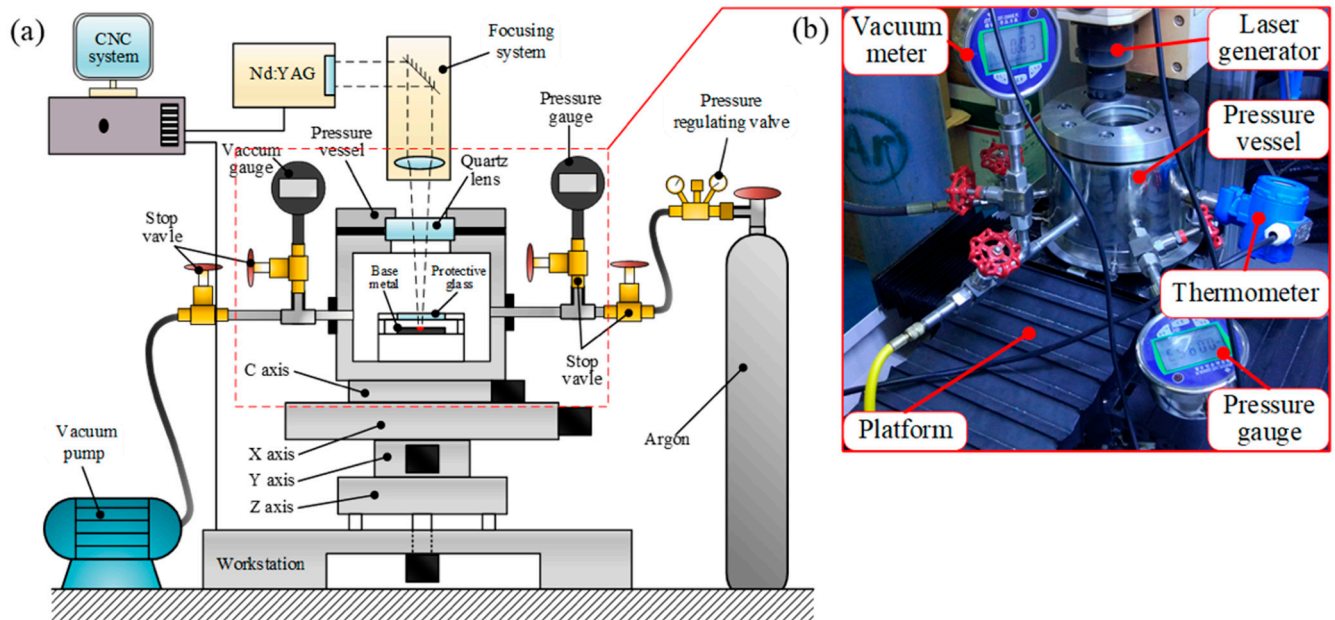 (a)
CNC
system
Nd:YAG
Focusing
system
Pressure
gauge
Pressure
regulating valve
Pressure
vessel
Vaccum
gauge
Quartz
lens
Stop
vavle
Base
metal
Protective
glass
Stop
vavle
C axis
X axis
Y axis
Z axis
Vacuum
pump
Argon
Workstation
(b)
Vacuum
meter
Laser
generator
Pressure
vessel
Ar
Thermometer
Platform
Pressure
gauge